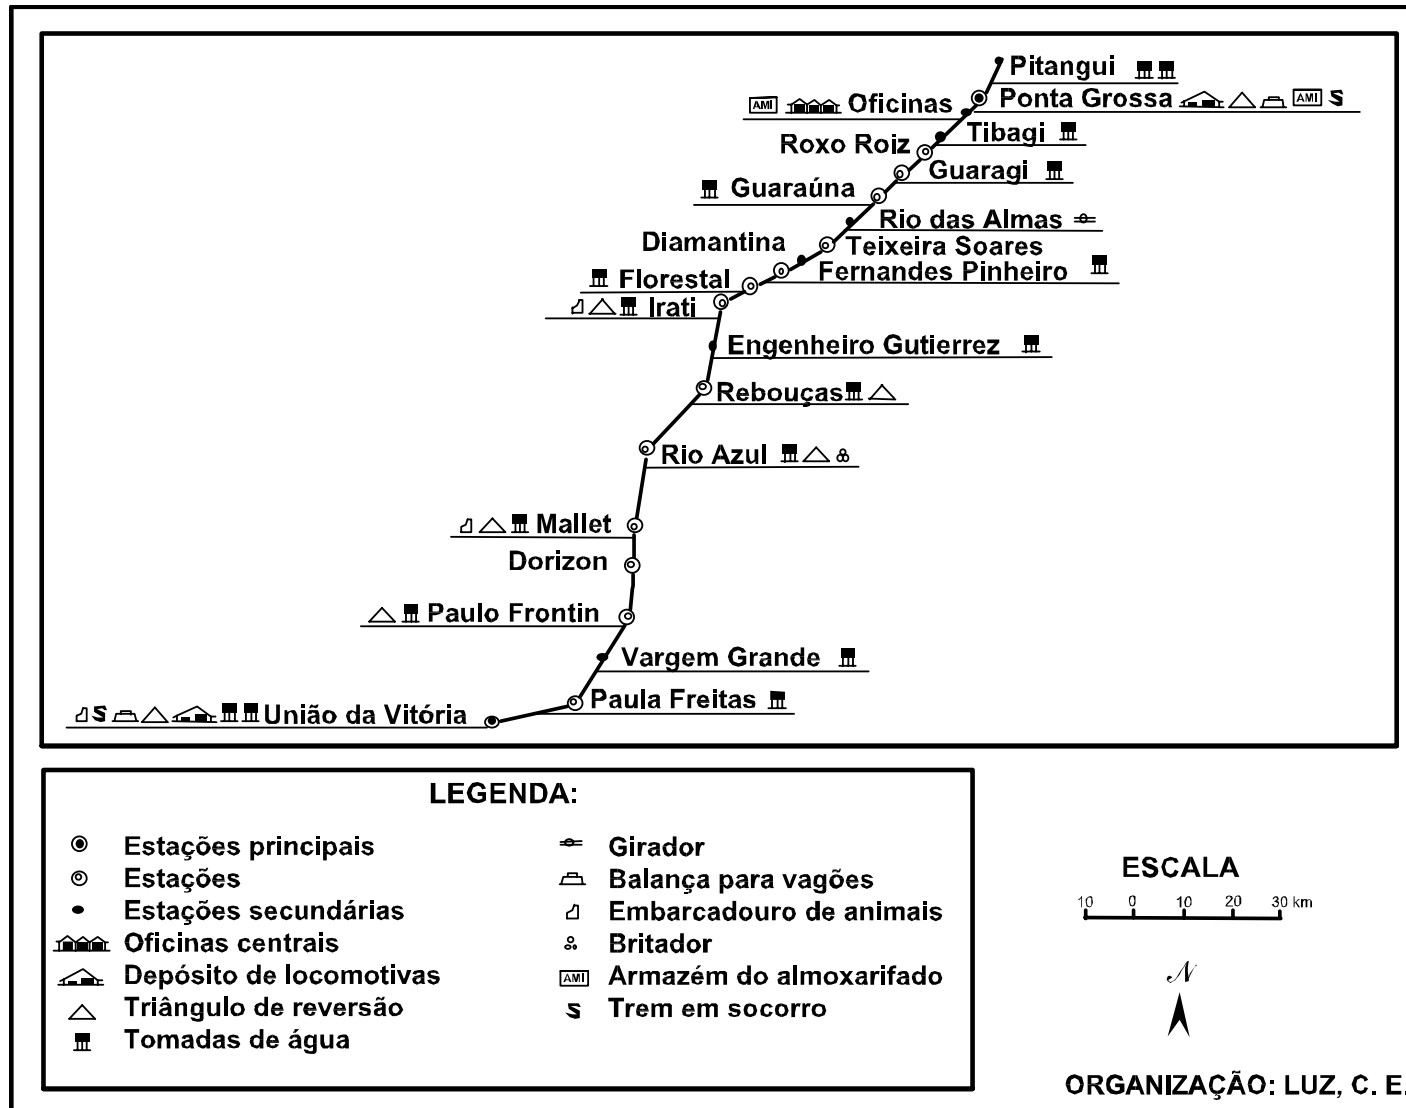 Pitangui
AMI Oficinas
Ponta Grossa AMI S
Tibagi
Roxo Roiz
Guaragi
Guaraúna
Rio das Almas
Diamantina
Teixeira Soares
Fernandes Pinheiro
Florestal
Irati
Engenheiro Gutierrez
Rebouças
Rio Azul
Mallet
Dorizon
Paulo Frontin
Vargem Grande
Paula Freitas
S União da Vitória
LEGENDA:
Estações principais
Estações
Estações secundárias
Oficinas centrais
Depósito de locomotivas
Triângulo de reversão
Tomadas de água
Girador
Balança para vagões
Embarcadouro de animais
Britador
AMI Armazém do almoxarifado
S Trem em socorro
ESCALA
10 0 10 20 30 km
N
ORGANIZAÇÃO: LUZ, C. E.